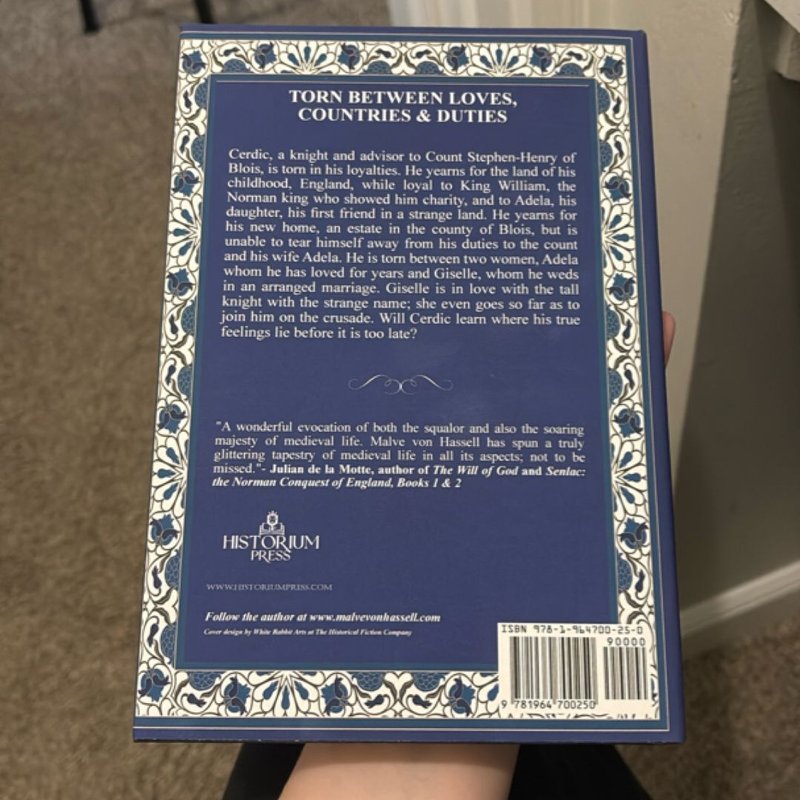 TORN BETWEEN LOVES,
COUNTRIES & DUTIES
Cerdic, a knight and advisor to Count Stephen-Henry of
Blois, is torn in his loyalties. He yearns for the land of his
childhood, England, while loyal to King William, the
Norman king who showed him charity, and to Adela, his
daughter, his first friend in a strange land. He yearns for
his new home, an estate in the county of Blois, but is
unable to tear himself away from his duties to the count
and his wife Adela. He is torn between two women, Adela
whom he has loved for years and Giselle, whom he weds
in an arranged marriage. Giselle is in love with the tall
knight with the strange name; she even goes so far as to
join him on the crusade. Will Cerdic learn where his true
feelings lie before it is too late?
"A wonderful evocation of both the squalor and also the soaring
majesty of medieval life. Malve von Hassell has spun a truly
glittering tapestry of medieval life in all its aspects; not to be
missed."- Julian de la Motte, author of The Will of God and Senlac:
the Norman Conquest of England, Books 1 & 2
HISTORIUM
PRESS
WWW.HISTORIUMPRESS.COM
Follow the author at www.malvevonhassell.com
Cover design by White Rabbit Arts at The Historical Fiction Company
ISBN 978-1-964700-25-0
90000
9 781964 700250